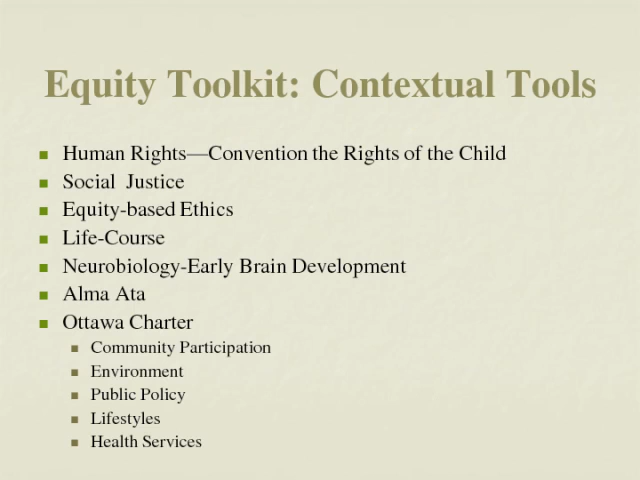 Equity Toolkit: Contextual Tools
Human Rights—Convention the Rights of the Child
Social Justice
Equity-based Ethics
Life-Course
Neurobiology-Early Brain Development
Alma Ata
Ottawa Charter
Community Participation
Environment
Public Policy
Lifestyles
Health Services